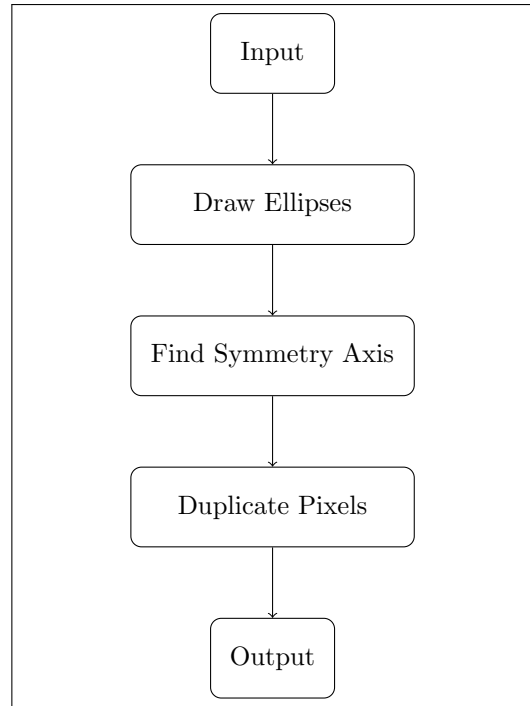 Input
Draw Ellipses
Find Symmetry Axis
Duplicate Pixels
Output